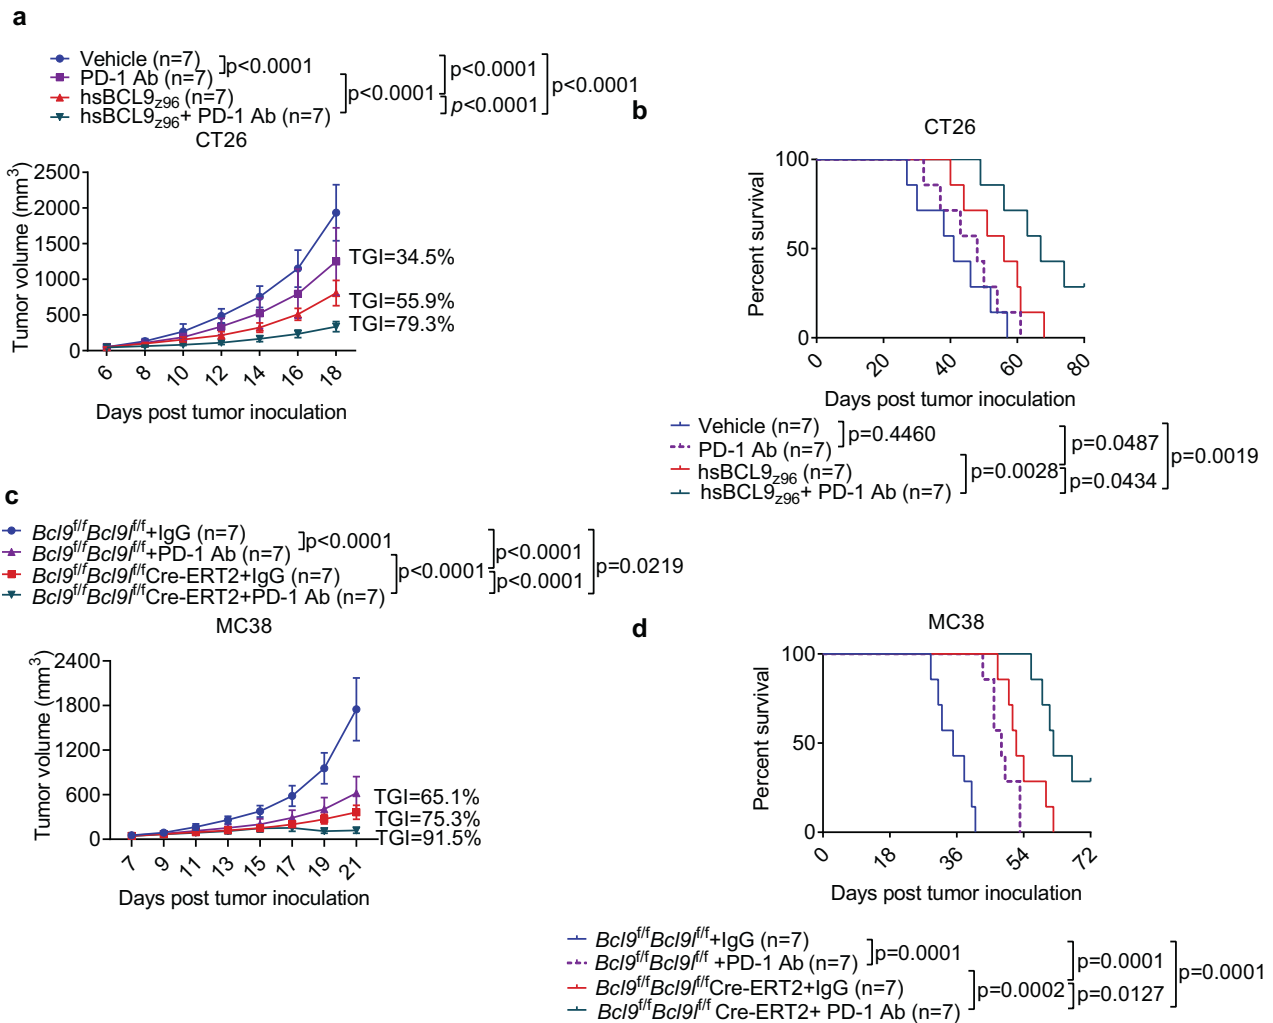 a
Vehicle (n=7)
PD-1 Ab (n=7)
hsBCL9z96 (n=7)
hsBCL9z96+ PD-1 Ab (n=7)
p<0.0001
p<0.0001
p<0.0001
p<0.0001
p<0.0001
CT26
Tumor volume (mm3)
2500
2000
1500
1000
500
0
TGI=34.5%
TGI=55.9%
TGI=79.3%
6 8 10 12 14 16 18
Days post tumor inoculation
b
CT26
Percent survival
100
50
0
0 20 40 60 80
Days post tumor inoculation
Vehicle (n=7)
PD-1 Ab (n=7)
hsBCL9z96 (n=7)
hsBCL9z96+ PD-1 Ab (n=7)
p=0.4460
p=0.0028
p=0.0487
p=0.0434
p=0.0019
c
Bcl9f/fBcl9lf/f+IgG (n=7)
Bcl9f/fBcl9lf/f+PD-1 Ab (n=7)
Bcl9f/fBcl9lf/fCre-ERT2+IgG (n=7)
Bcl9f/fBcl9lf/fCre-ERT2+PD-1 Ab (n=7)
p<0.0001
p<0.0001
p<0.0001
p<0.0001
p=0.0219
MC38
Tumor volume (mm3)
2400
1800
1200
600
0
TGI=65.1%
TGI=75.3%
TGI=91.5%
7 9 11 13 15 17 19 21
Days post tumor inoculation
d
MC38
Percent survival
100
50
0
0 18 36 54 72
Days post tumor inoculation
Bcl9f/fBcl9lf/f+IgG (n=7)
Bcl9f/fBcl9lf/f +PD-1 Ab (n=7)
Bcl9f/fBcl9lf/fCre-ERT2+IgG (n=7)
Bcl9f/fBcl9lf/f Cre-ERT2+ PD-1 Ab (n=7)
p=0.0001
p=0.0002
p=0.0001
p=0.0127
p=0.0001